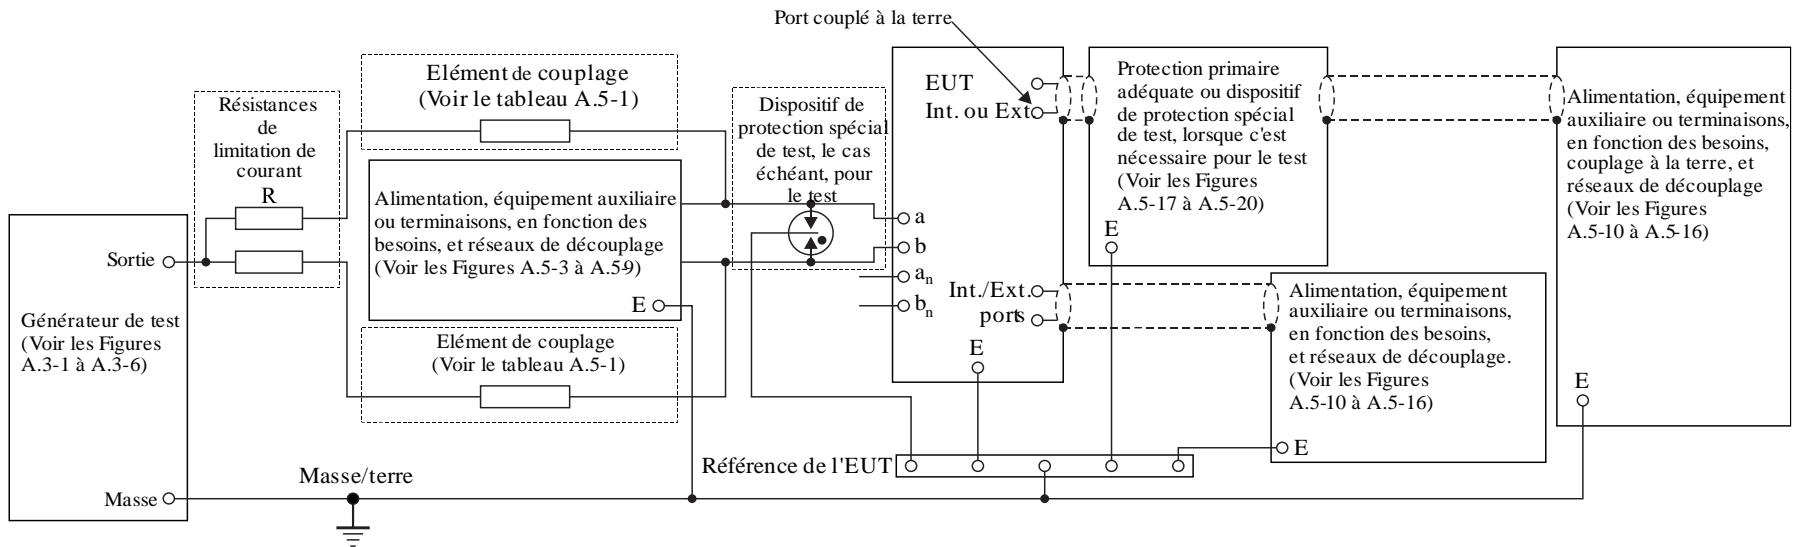 Port couplé à la terre
Elément de couplage
(Voir le tableau A.5-1)
Résistances
de
limitation de
courant
R
Dispositif de
protection spécial
de test, le cas
échéant, pour
le test
EUT
Int. ou Ext.
Protection primaire
adéquate ou dispositif
de protection spécial
de test, lorsque c'est
nécessaire pour le test
(Voir les Figures
A.5-17 à A.5-20)
E
Alimentation, équipement
auxiliaire ou terminaisons,
en fonction des besoins,
couplage à la terre, et
réseaux de découplage
(Voir les Figures
A.5-10 à A.5-16)
E
Alimentation, équipement auxiliaire
ou terminaisons, en fonction des
besoins, et réseaux de découplage
(Voir les Figures A.5-3 à A.5-9)
E
a
b
an
bn
Int./Ext.
ports
E
Alimentation, équipement
auxiliaire ou terminaisons,
en fonction des besoins,
et réseaux de découplage.
(Voir les Figures
A.5-10 à A.5-16)
E
Sortie
Générateur de test
(Voir les Figures
A.3-1 à A.3-6)
Masse
Elément de couplage
(Voir le tableau A.5-1)
Masse/terre
Référence de l'EUT